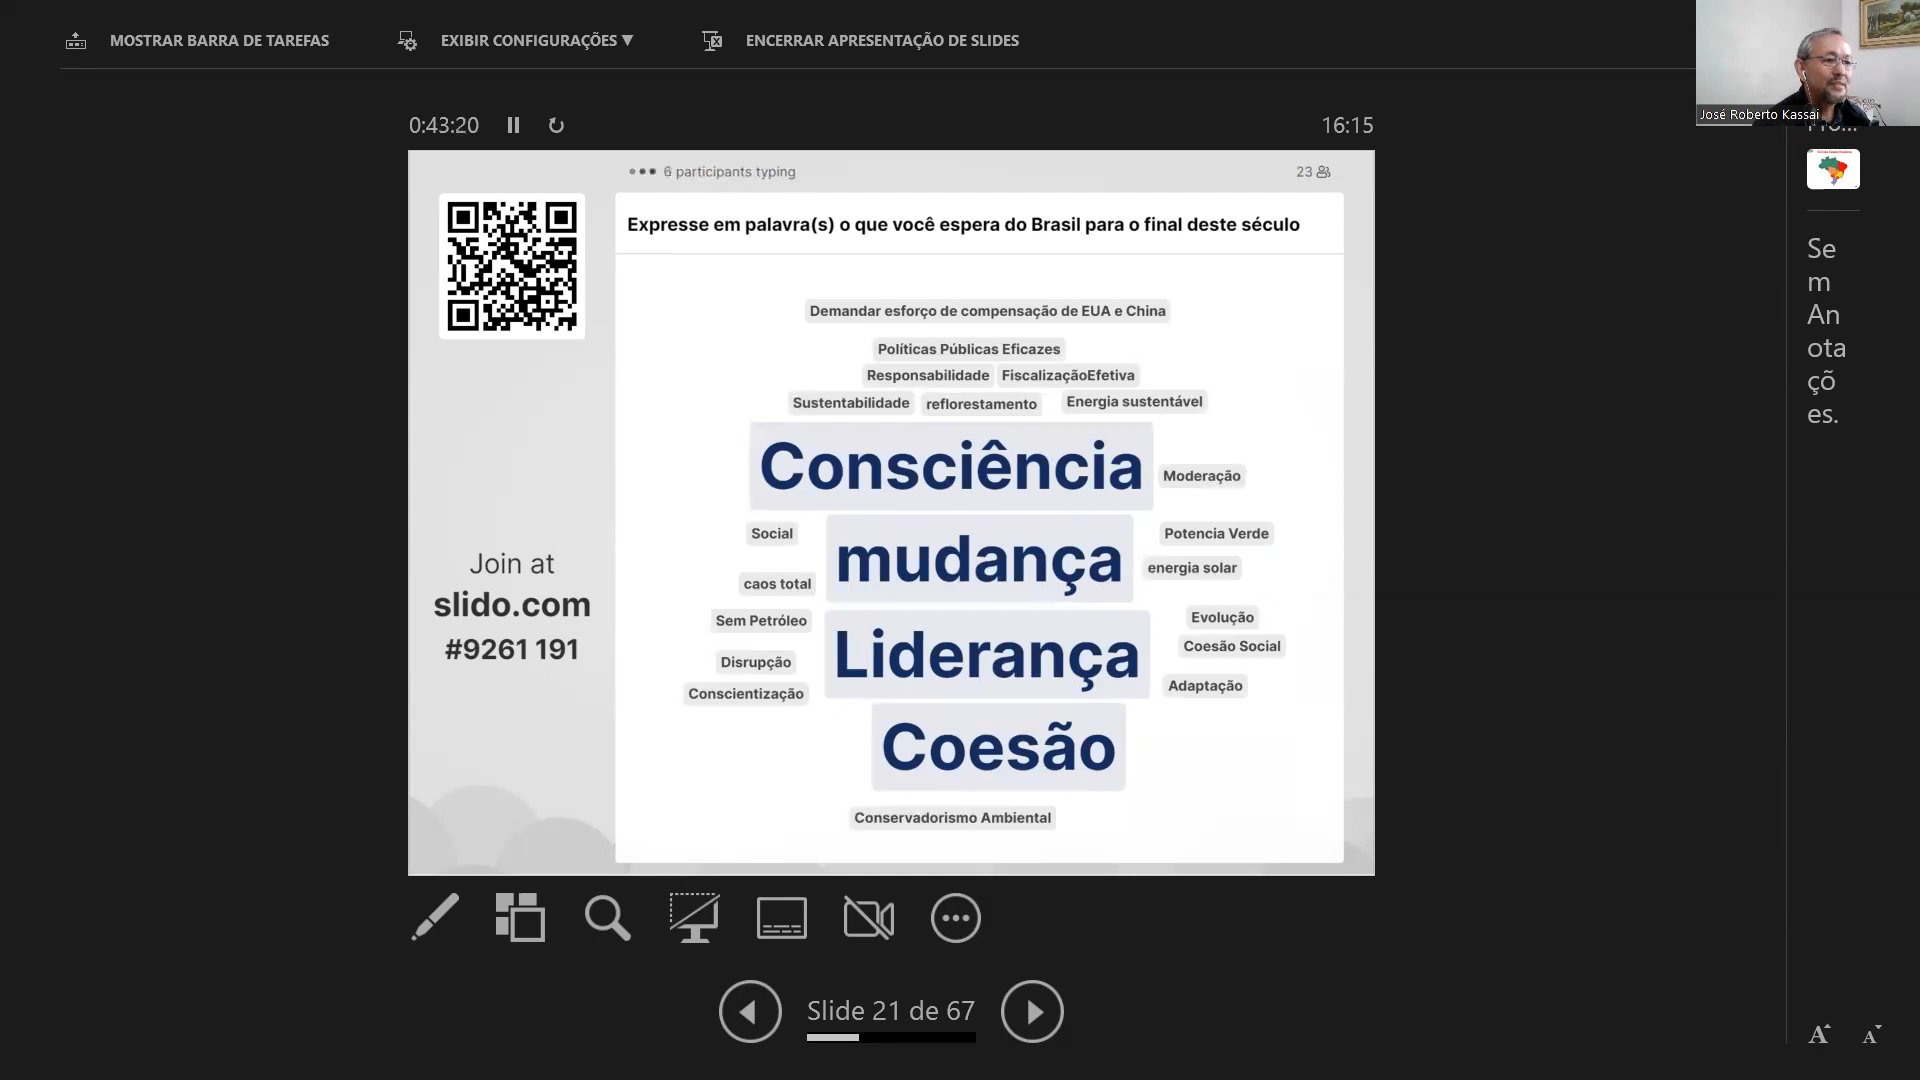 MOSTRAR BARRA DE TAREFAS
EXIBIR CONFIGURAÇÕES ▼
ENCERRAR APRESENTAÇÃO DE SLIDES
José Roberto Kassai
0:43:20
16:15
6 participants typing
23
Expresse em palavra(s) o que você espera do Brasil para o final deste século
Demandar esforço de compensação de EUA e China
Políticas Públicas Eficazes
Responsabilidade
FiscalizaçãoEfetiva
Sustentabilidade
reflorestamento
Energia sustentável
Consciência
Moderação
Social
mudança
Potencia Verde
energia solar
caos total
Sem Petróleo
Liderança
Evolução
Coesão Social
Disrupção
Conscientização
Adaptação
Coesão
Conservadorismo Ambiental
Join at
slido.com
#9261 191
Se
m
An
ota
çõ
es.
Slide 21 de 67
A
A